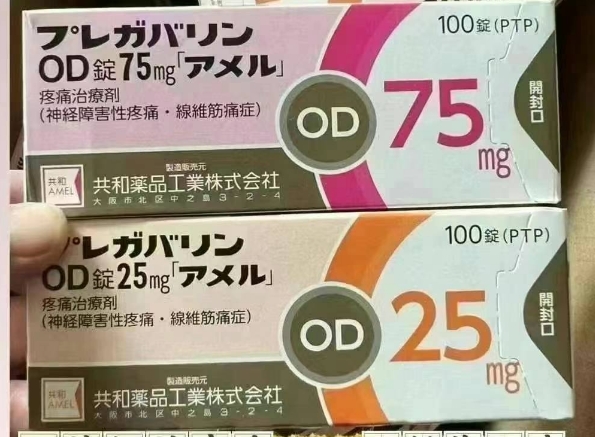 プレガバリン
OD錠75mg「アメル」
疼痛治療剤
(神経障害性疼痛・線維筋痛症)
100錠(PTP)
OD
75
mg
開封口
共和
AMEL
製造販売元
共和薬品工業株式会社
大阪市北区中之島3-2-4
プレガバリン
OD錠25mg「アメル」
疼痛治療剤
(神経障害性疼痛・線維筋痛症)
100錠(PTP)
OD
25
mg
開封口
共和
AMEL
製造販売元
共和薬品工業株式会社
大阪市北区中之島3-2-4